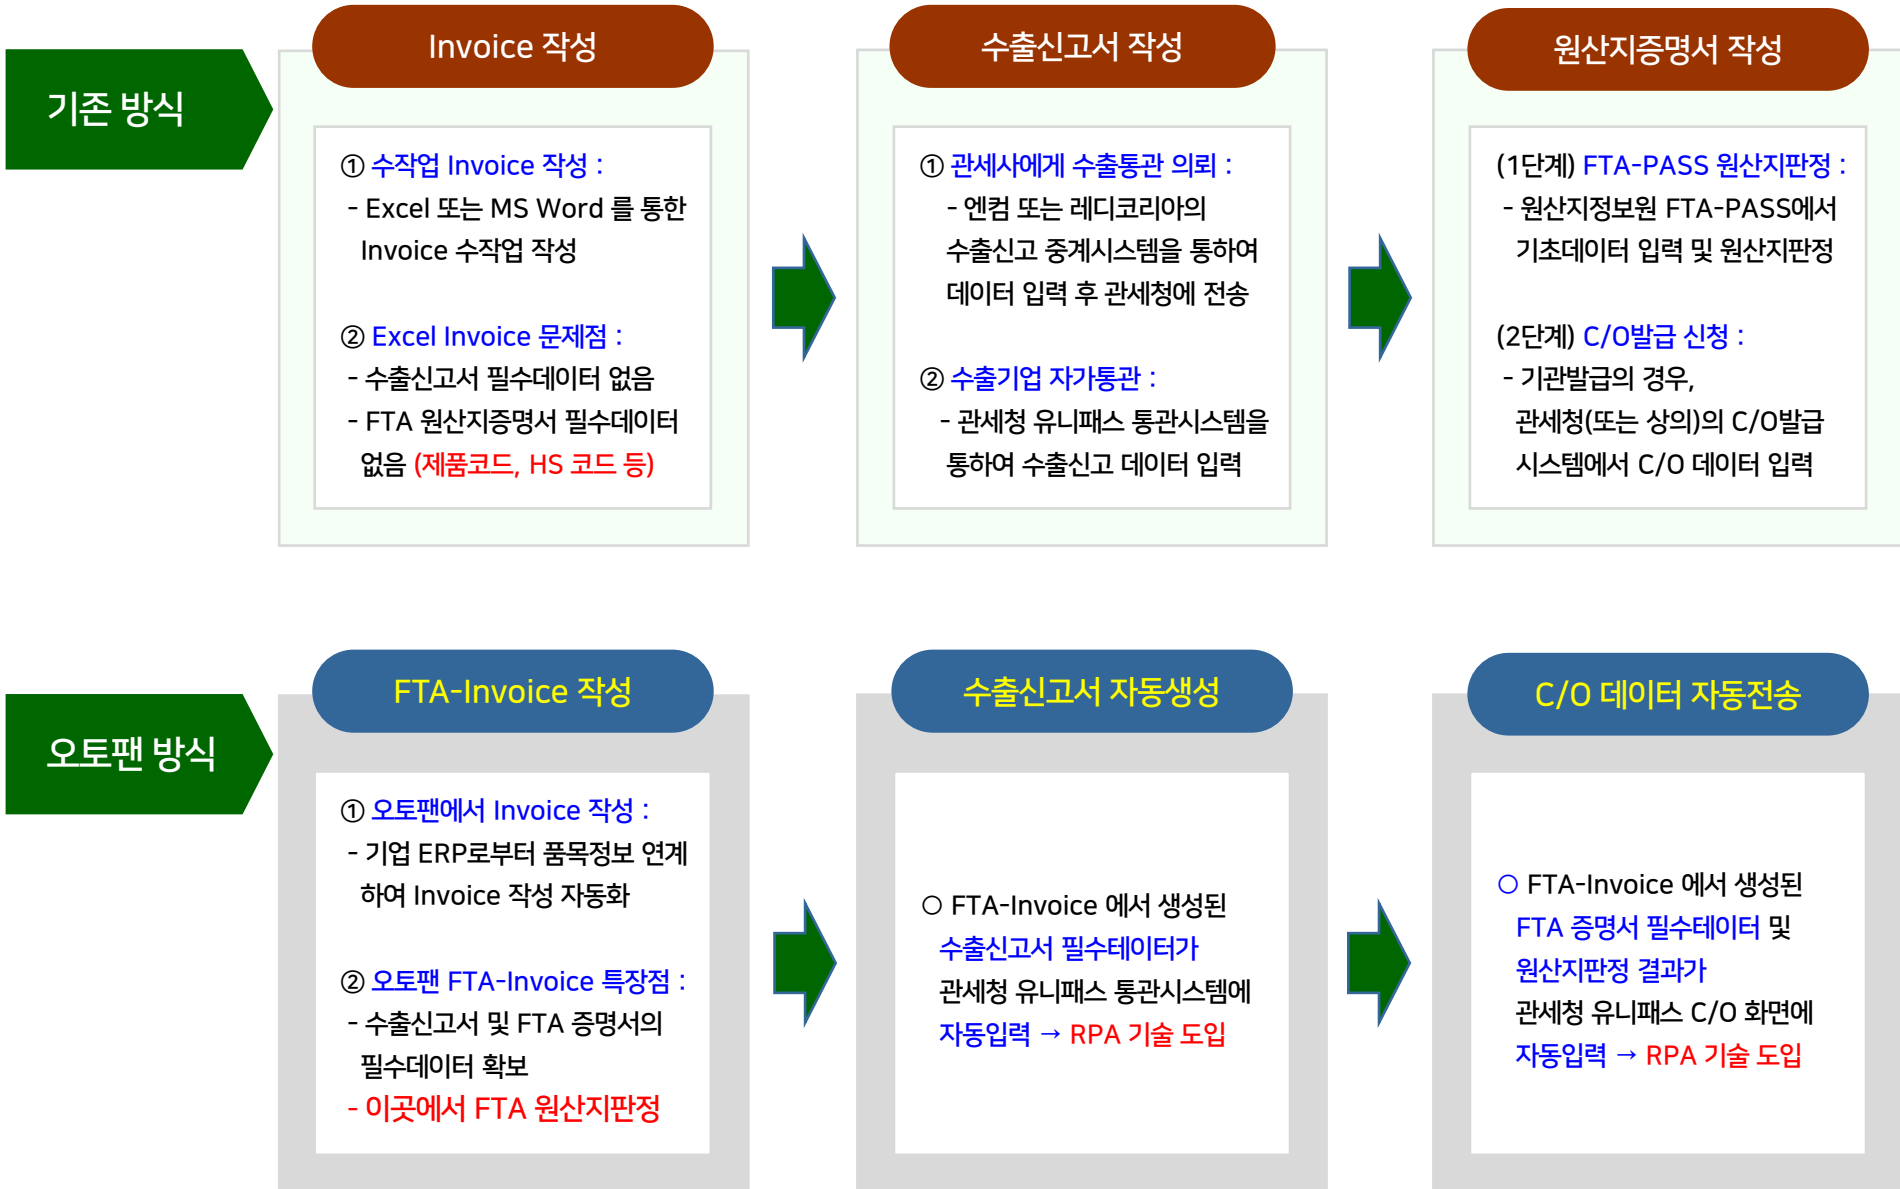 기존 방식
Invoice 작성
① 수작업 Invoice 작성 :
- Excel 또는 MS Word 를 통한
Invoice 수작업 작성
② Excel Invoice 문제점 :
- 수출신고서 필수데이터 없음
- FTA 원산지증명서 필수데이터
없음 (제품코드, HS 코드 등)
수출신고서 작성
① 관세사에게 수출통관 의뢰 :
- 엔컴 또는 레디코리아의
수출신고 중계시스템을 통하여
데이터 입력 후 관세청에 전송
② 수출기업 자가통관 :
- 관세청 유니패스 통관시스템을
통하여 수출신고 데이터 입력
원산지증명서 작성
(1단계) FTA-PASS 원산지판정 :
- 원산지정보원 FTA-PASS에서
기초데이터 입력 및 원산지판정
(2단계) C/O발급 신청 :
- 기관발급의 경우,
관세청(또는 상의)의 C/O발급
시스템에서 C/O 데이터 입력
오토팬 방식
FTA-Invoice 작성
① 오토팬에서 Invoice 작성 :
- 기업 ERP로부터 품목정보 연계
하여 Invoice 작성 자동화
② 오토팬 FTA-Invoice 특장점 :
- 수출신고서 및 FTA 증명서의
필수데이터 확보
- 이곳에서 FTA 원산지판정
수출신고서 자동생성
○ FTA-Invoice 에서 생성된
수출신고서 필수테이터가
관세청 유니패스 통관시스템에
자동입력 → RPA 기술 도입
C/O 데이터 자동전송
○ FTA-Invoice 에서 생성된
FTA 증명서 필수테이터 및
원산지판정 결과가
관세청 유니패스 C/O 화면에
자동입력 → RPA 기술 도입